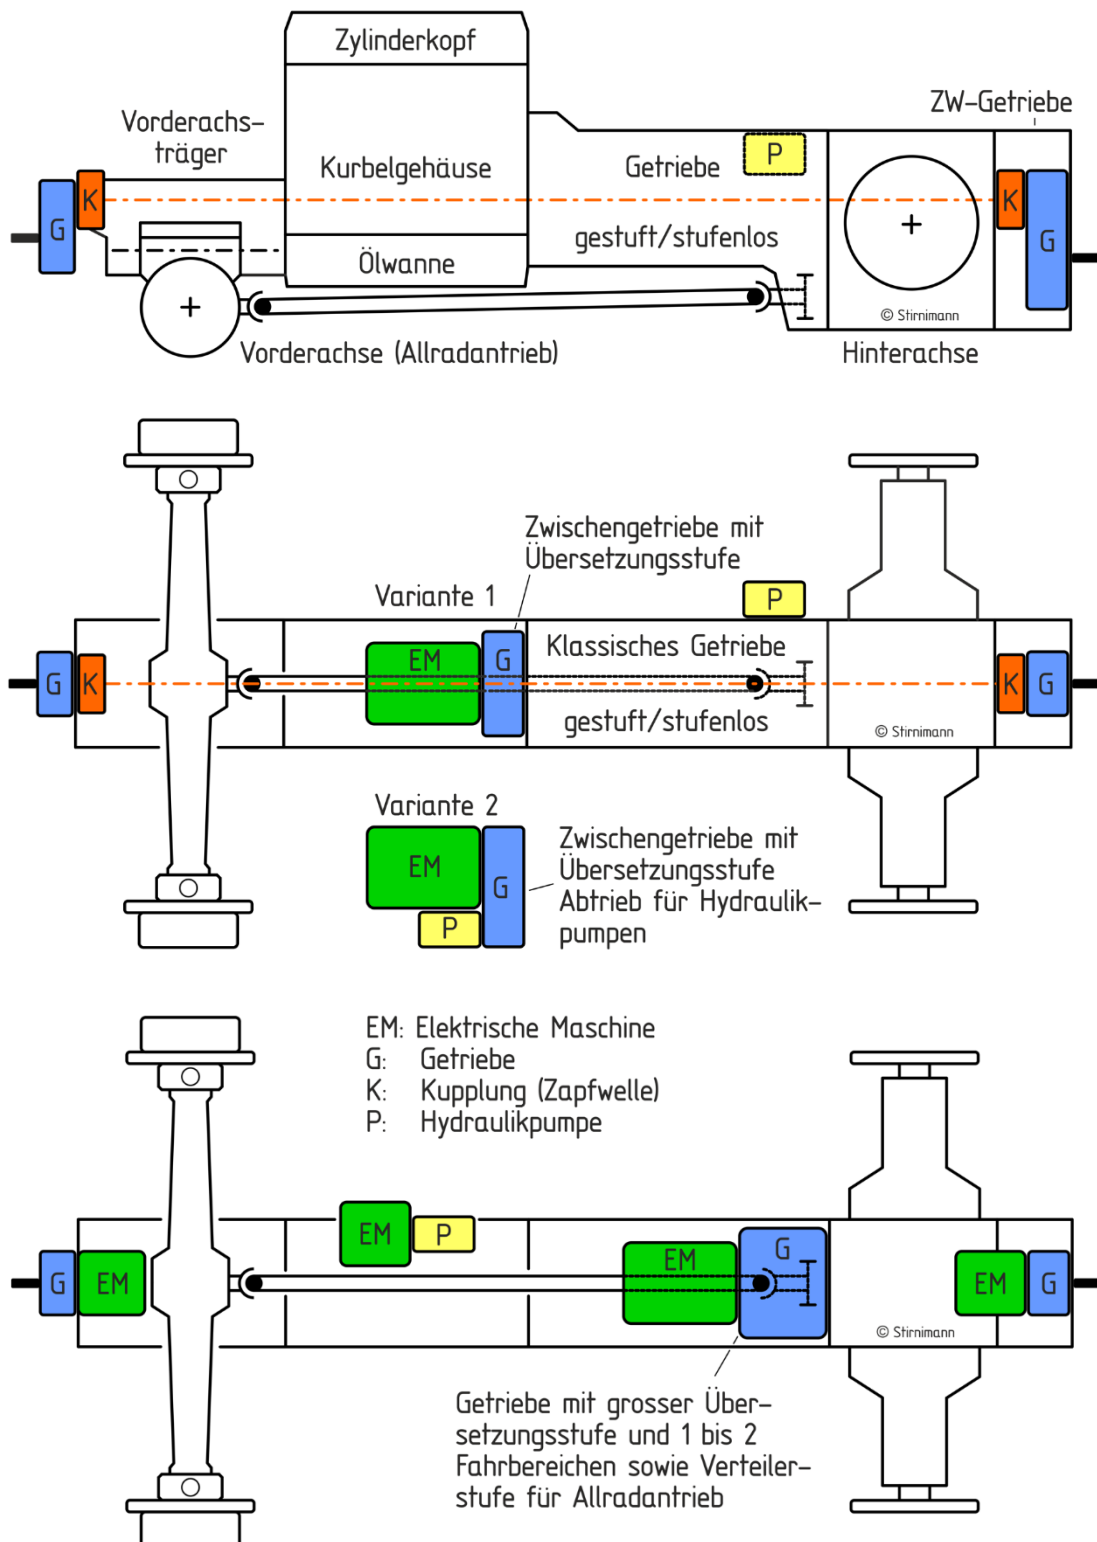 Zylinderkopf
ZW-Getriebe
Vorderachs-
träger
P
Kurbelgehäuse
Getriebe
K
K
G
G
gestuft/stufenlos
Ölwanne
© Stirnimann
Vorderachse (Allradantrieb)
Hinterachse
Zwischengetriebe mit
Übersetzungsstufe
Variante 1
P
EM
G
Klassisches Getriebe
G
K
K
G
gestuft/stufenlos
© Stirnimann
Variante 2
EM
G
P
Zwischengetriebe mit
Übersetzungsstufe
Abtrieb für Hydraulik-
pumpen
EM: Elektrische Maschine
G: Getriebe
K: Kupplung (Zapfwelle)
P: Hydraulikpumpe
EM
P
EM
G
G
EM
EM
G
© Stirnimann
Getriebe mit grosser Über-
setzungsstufe und 1 bis 2
Fahrbereichen sowie Verteiler-
stufe für Allradantrieb